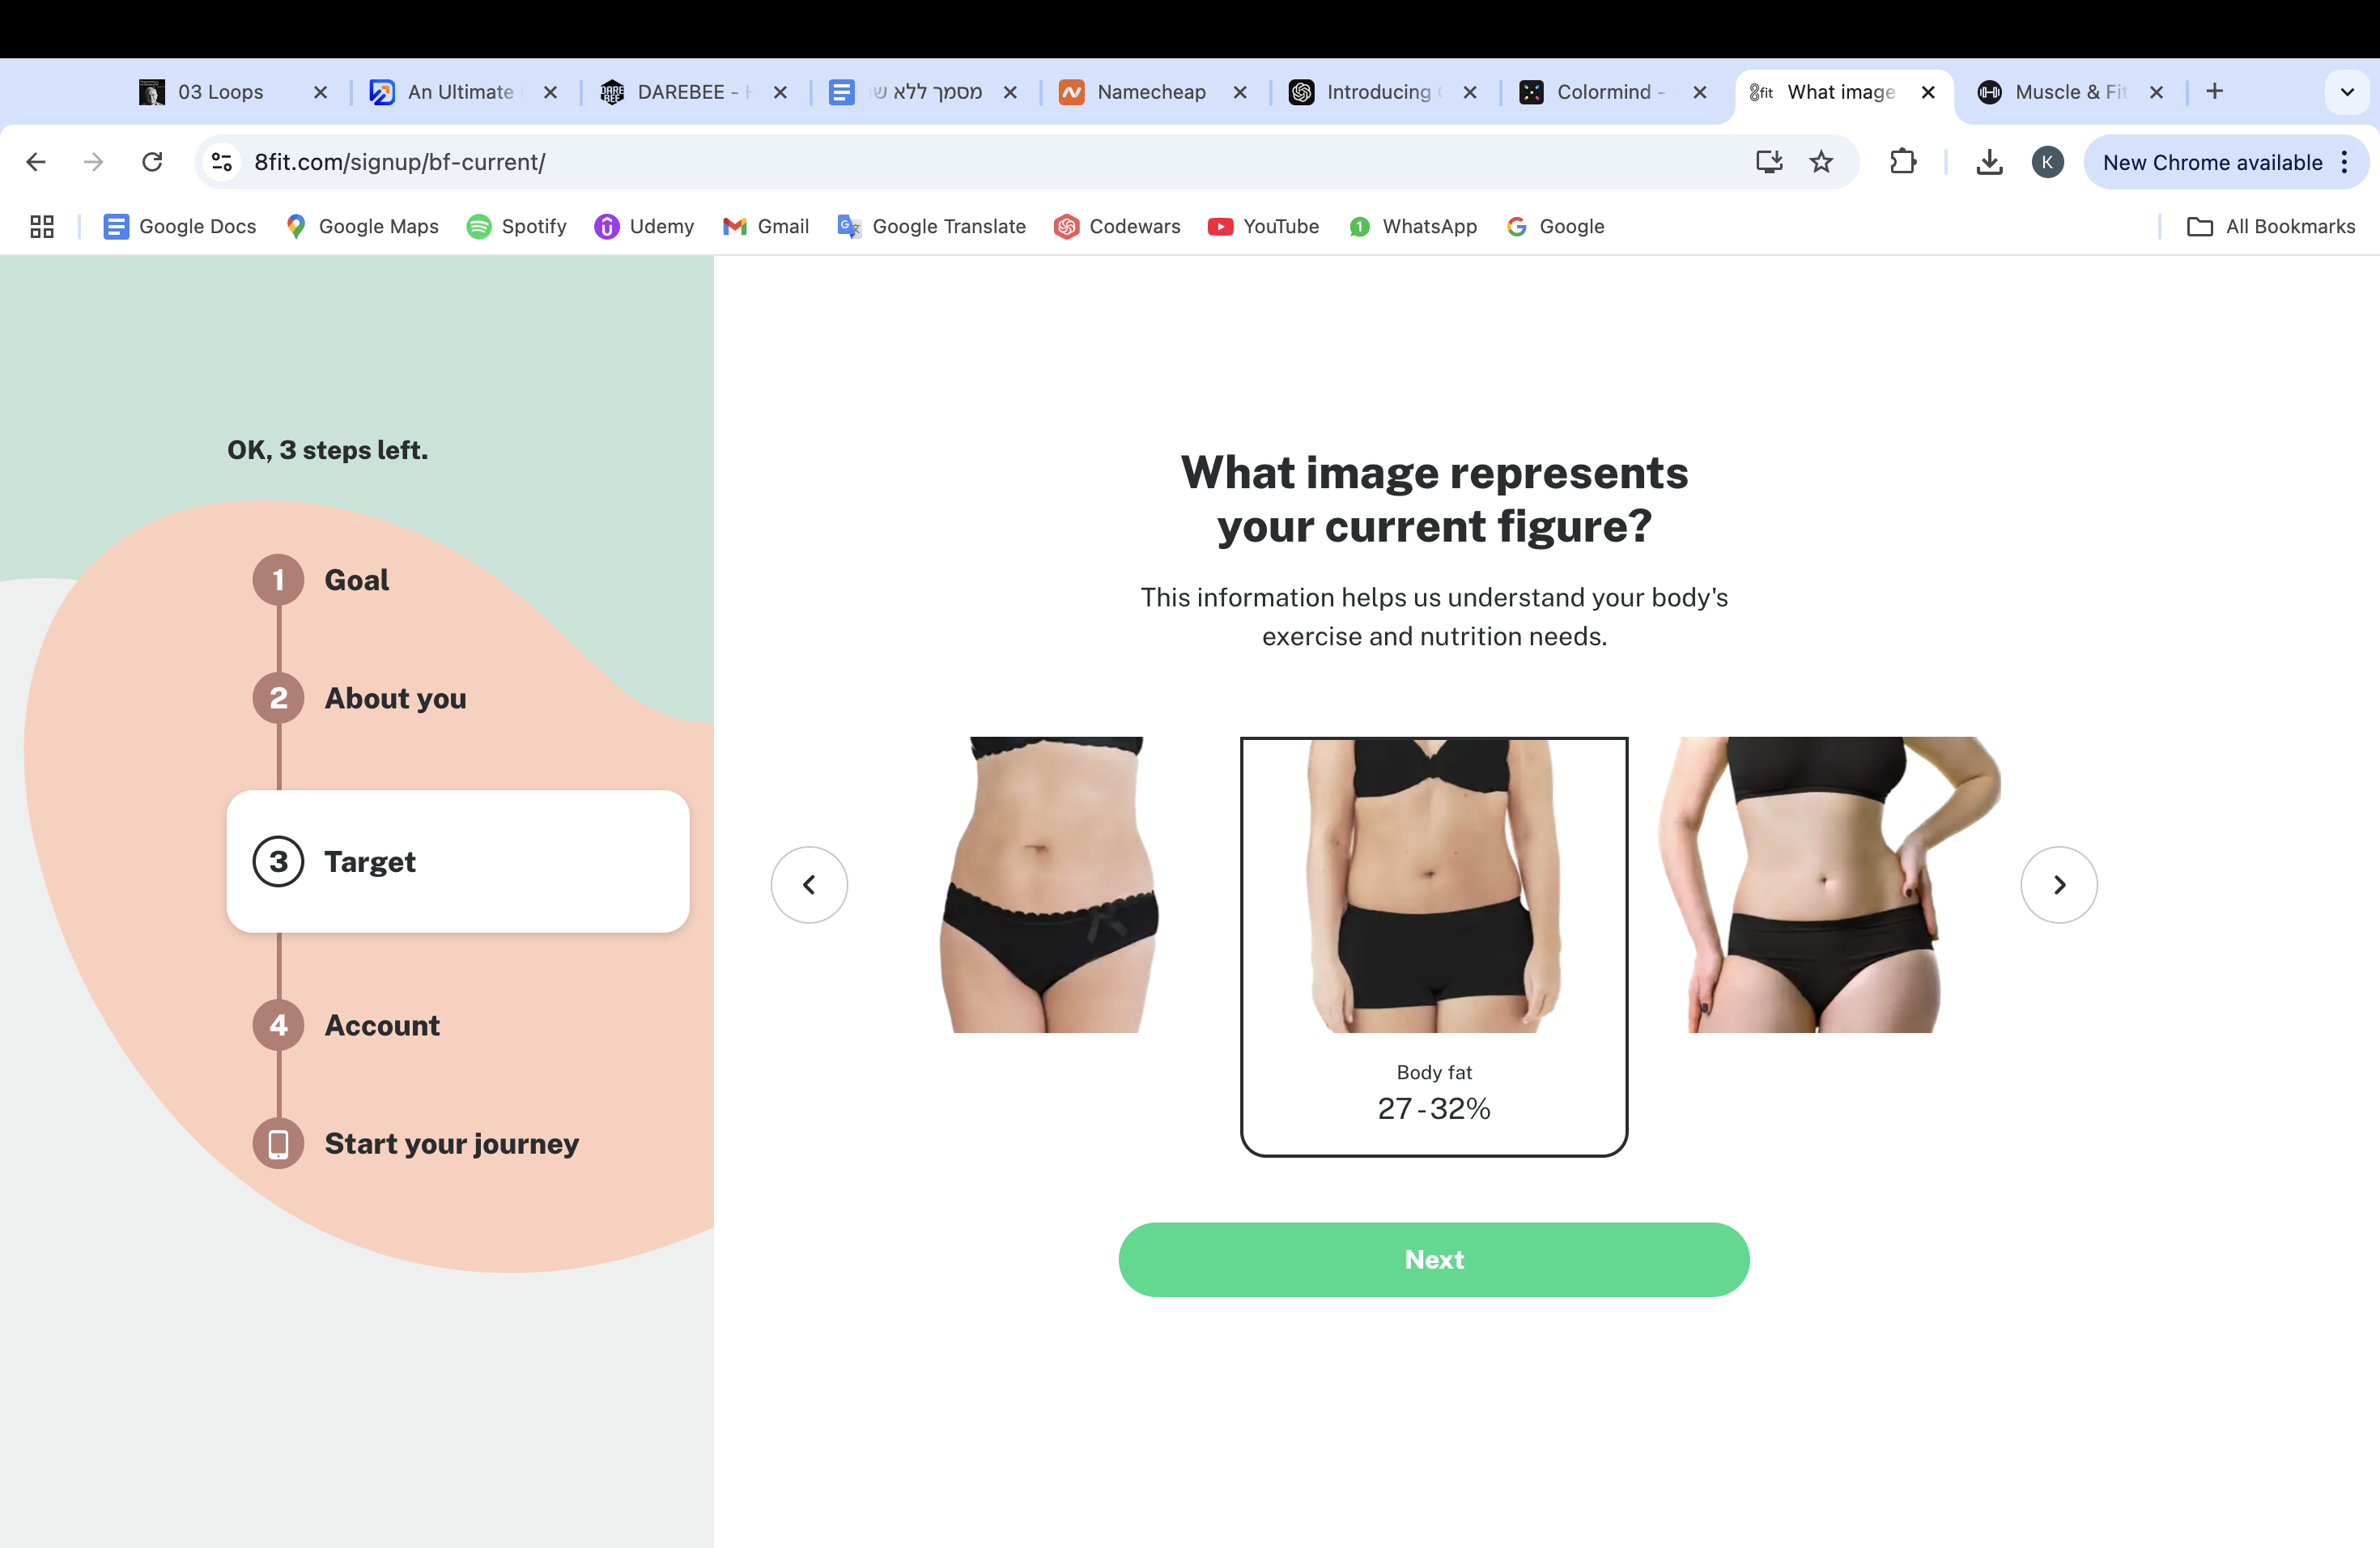 03 Loops
An Ultimate
DAREBEE -
מסמך ללא
Namecheap
Introducing
Colormind -
8fit
What image
Muscle & Fit
8fit.com/signup/bf-current/
K
New Chrome available
Google Docs
Google Maps
Spotify
Udemy
Gmail
Google Translate
Codewars
YouTube
1
WhatsApp
Google
All Bookmarks
OK, 3 steps left.
1 Goal
2 About you
3 Target
4 Account
Start your journey
What image represents
your current figure?
This information helps us understand your body's
exercise and nutrition needs.
Body fat
27 - 32%
Next